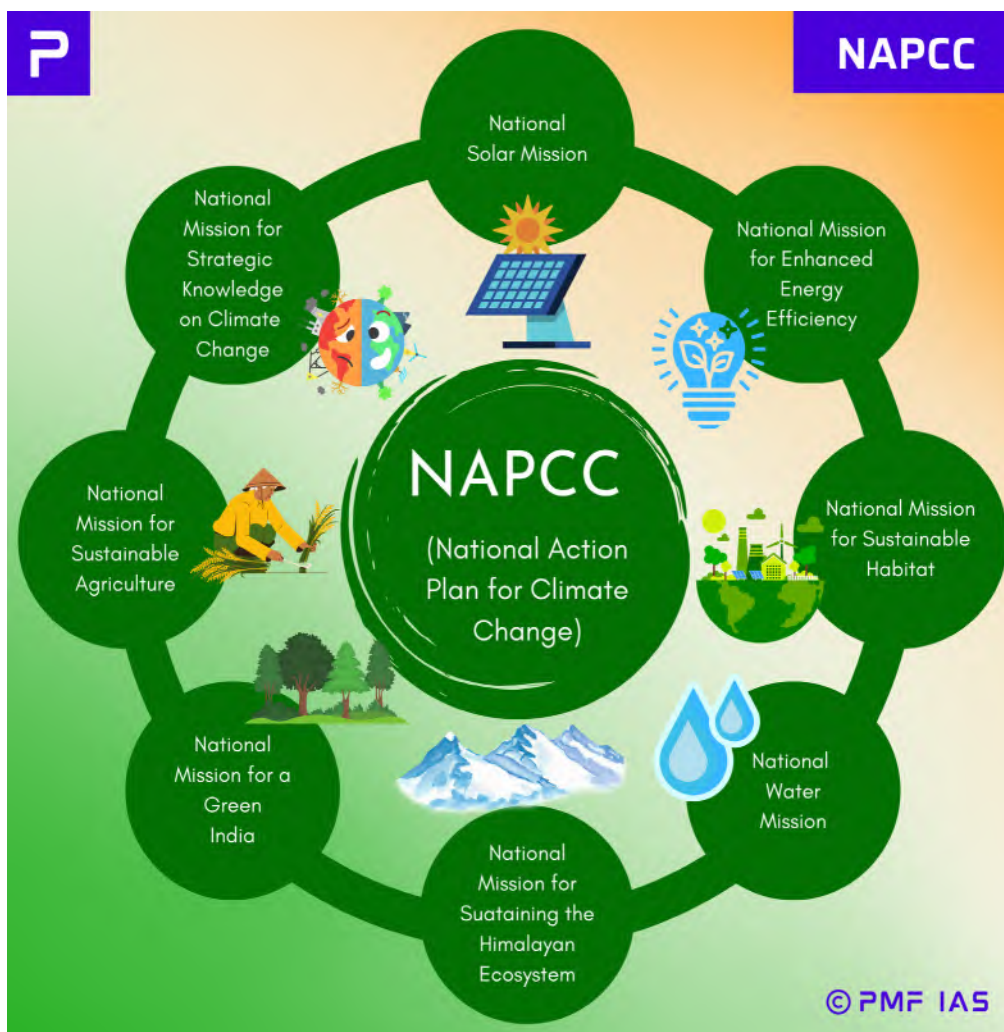 P
NAPCC
National
Solar Mission
National Mission
for Enhanced
Energy
Efficiency
National Mission
for Sustainable
Habitat
National
Water
Mission
National
Mission for
Suataining the
Himalayan
Ecosystem
National
Mission for a
Green
India
National
Mission for
Sustainable
Agriculture
National
Mission for
Strategic
Knowledge
on Climate
Change
NAPCC
(National Action
Plan for Climate
Change)
© PMF IAS